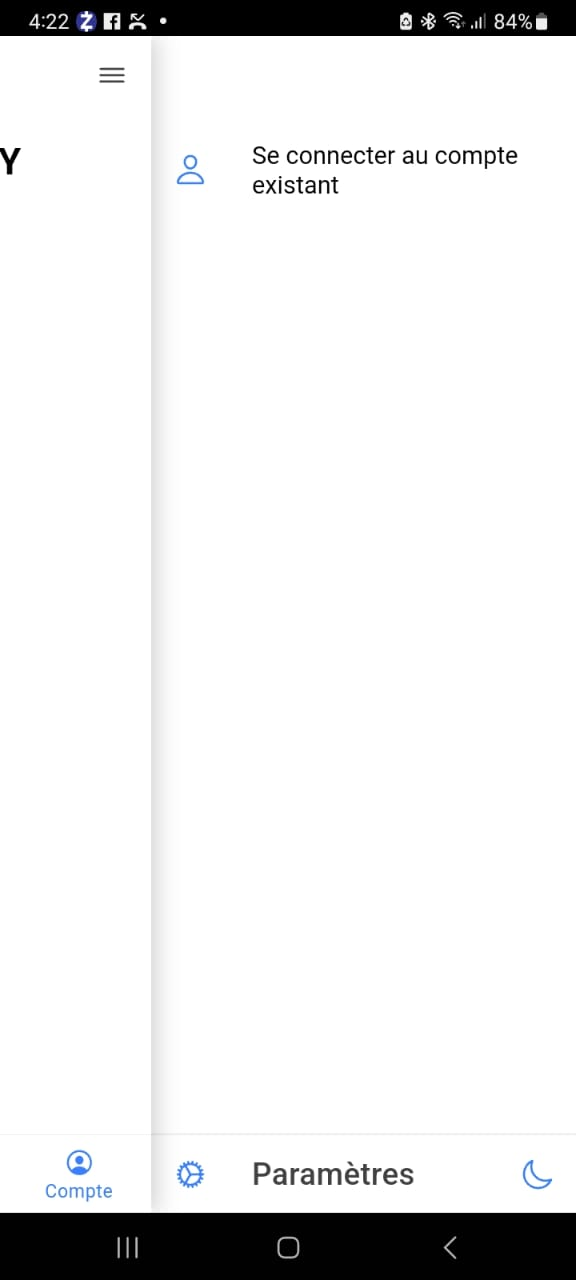 4:22
84%
Y
Se connecter au compte
existant
Compte
Paramètres